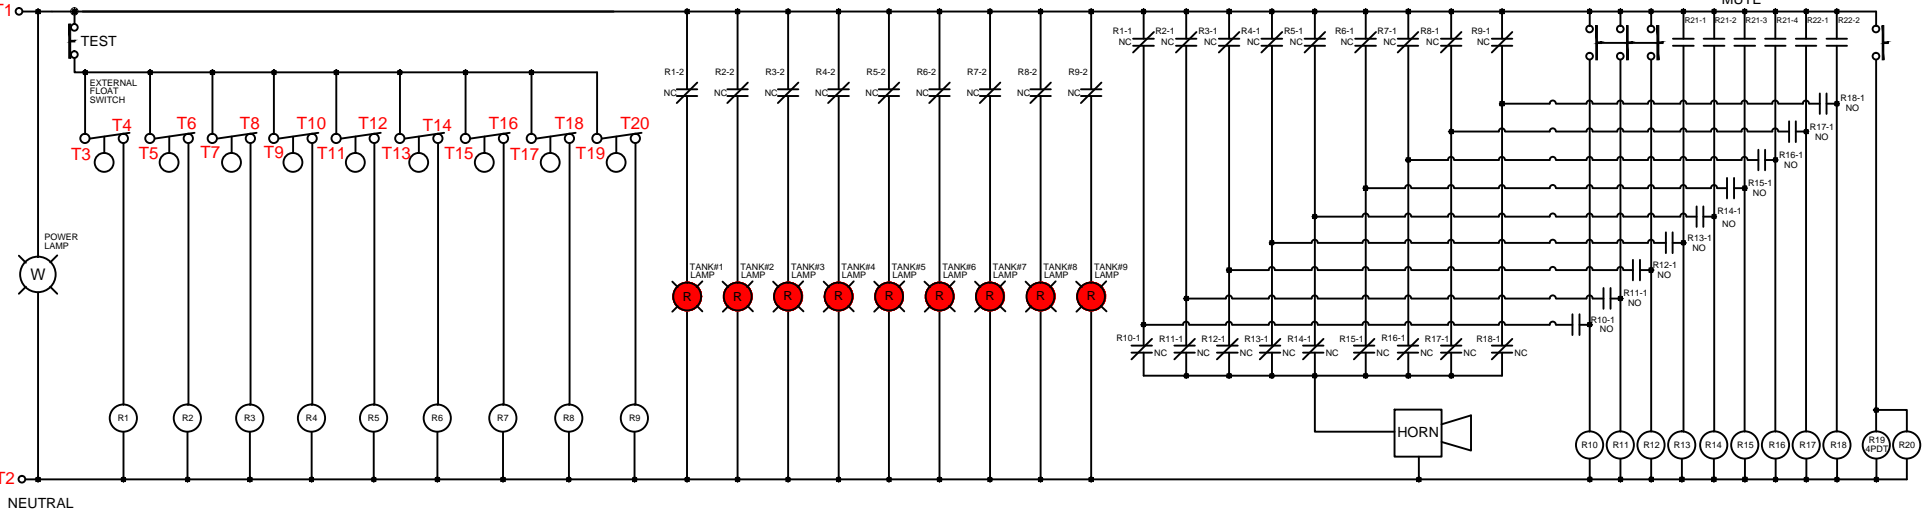 T1
MUTE
TEST
EXTERNAL
FLOAT
SWITCH
T4 T6 T8 T10 T12 T14 T16 T18 T20
T3 T5 T7 T9 T11 T13 T15 T17 T19
POWER
LAMP
W
R1 R2 R3 R4 R5 R6 R7 R8 R9
T2
NEUTRAL
R1-2 R2-2 R3-2 R4-2 R5-2 R6-2 R7-2 R8-2 R9-2
NC NC NC NC NC NC NC NC NC
TANK#1 TANK#2 TANK#3 TANK#4 TANK#5 TANK#6 TANK#7 TANK#8 TANK#9
LAMP LAMP LAMP LAMP LAMP LAMP LAMP LAMP LAMP
R R R R R R R R R
R1-1 R2-1 R3-1 R4-1 R5-1 R6-1 R7-1 R8-1 R9-1
NC NC NC NC NC NC NC NC NC
R21-1 R21-2 R21-3 R21-4 R22-1 R22-2
R18-1
NO
R17-1
NO
R16-1
NO
R15-1
NO
R14-1
NO
R13-1
NO
R12-1
NO
R11-1
NO
R10-1
NO
R10-1 R11-1 R12-1 R13-1 R14-1 R15-1 R16-1 R17-1 R18-1
NC NC NC NC NC NC NC NC NC
HORN
R10 R11 R12 R13 R14 R15 R16 R17 R18 R19 R20
4PDT